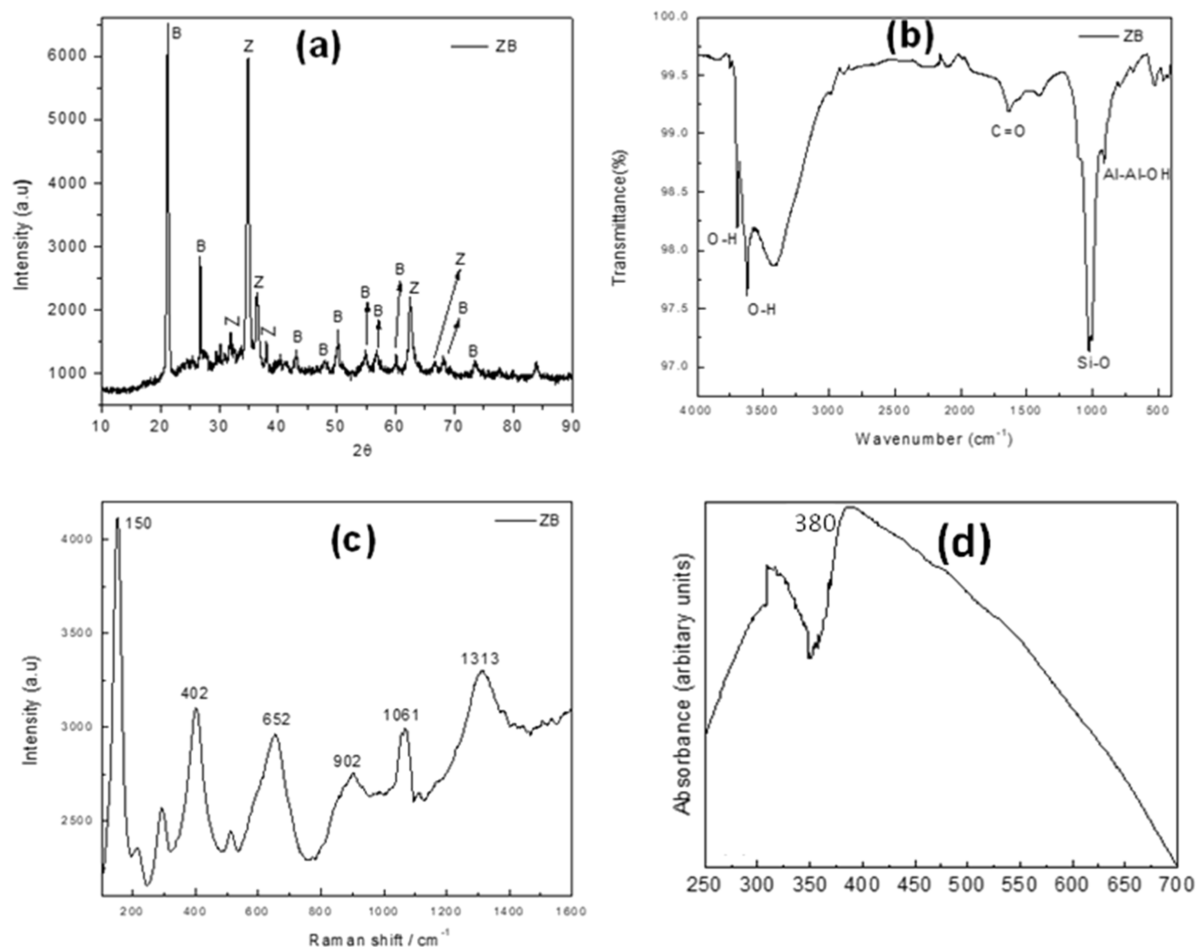 (a)
ZB
B
Z
B
Z
Z
Z
B
B
B
B
B
B
Z
Z
B
B
6000
5000
4000
3000
2000
1000
10 20 30 40 50 60 70 80 90
2θ
Intensity (a.u)
(b)
ZB
100.0
99.5
99.0
98.5
98.0
97.5
97.0
C=O
Al-Al-OH
O-H
O-H
Si-O
4000 3500 3000 2500 2000 1500 1000 500
Wavenumber (cm-1)
Transmittance(%)
(c)
ZB
150
402
652
902
1061
1313
4000
3500
3000
2500
200 400 600 800 1000 1200 1400 1600
Raman shift / cm-1
Intensity (a.u)
(d)
380
Absorbance (arbitary units)
250 300 350 400 450 500 550 600 650 700